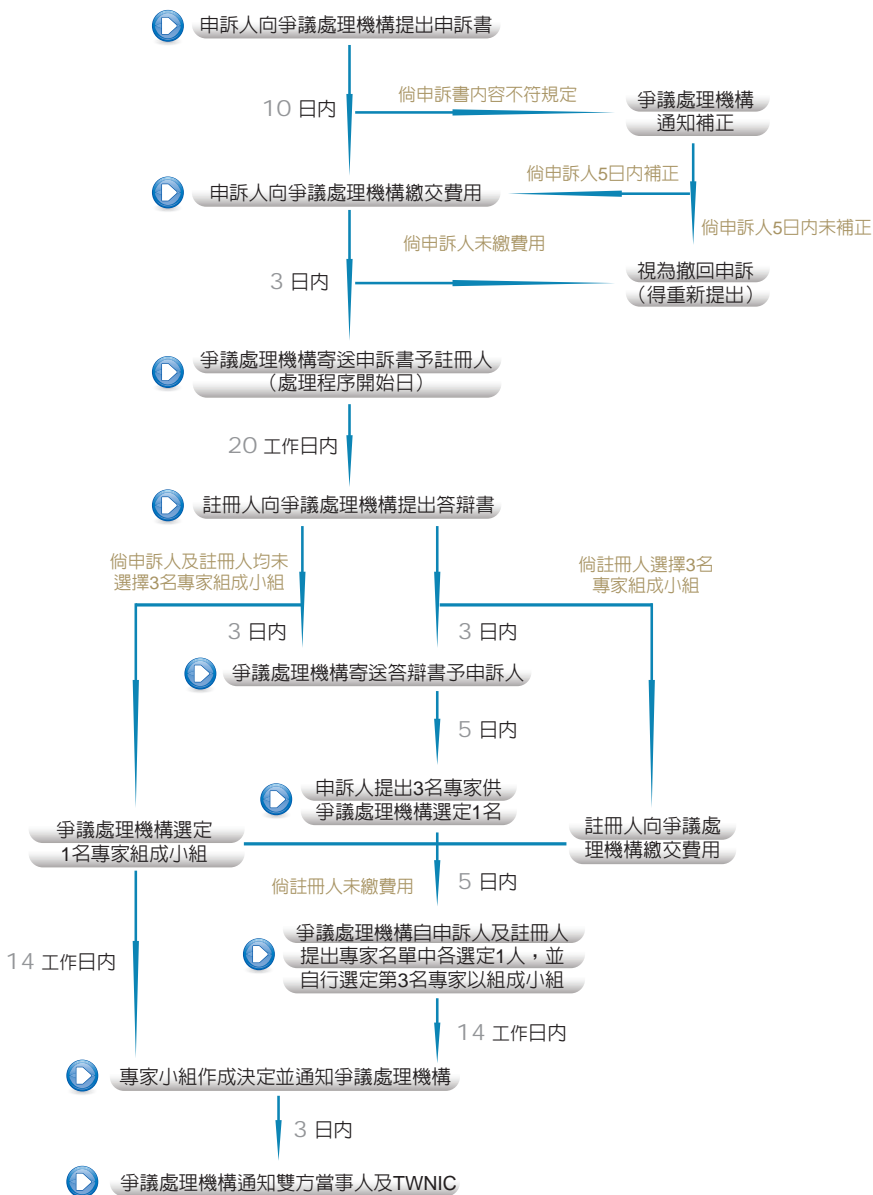 申訴人向爭議處理機構提出申訴書
10 日內
倘申訴書內容不符規定
爭議處理機構
通知補正
倘申訴人5日內補正
申訴人向爭議處理機構繳交費用
倘申訴人5日內未補正
倘申訴人未繳費用
3 日內
視為撤回申訴
（得重新提出）
爭議處理機構寄送申訴書予註冊人
（處理程序開始日）
20 工作日內
註冊人向爭議處理機構提出答辯書
倘申訴人及註冊人均未
選擇3名專家組成小組
倘註冊人選擇3名
專家組成小組
3 日內
3 日內
爭議處理機構寄送答辯書予申訴人
5 日內
申訴人提出3名專家供
爭議處理機構選定1名
爭議處理機構選定
1名專家組成小組
註冊人向爭議處
理機構繳交費用
倘註冊人未繳費用
5 日內
爭議處理機構自申訴人及註冊人
提出專家名單中各選定1人，並
自行選定第3名專家以組成小組
14 工作日內
14 工作日內
專家小組作成決定並通知爭議處理機構
3 日內
爭議處理機構通知雙方當事人及TWNIC